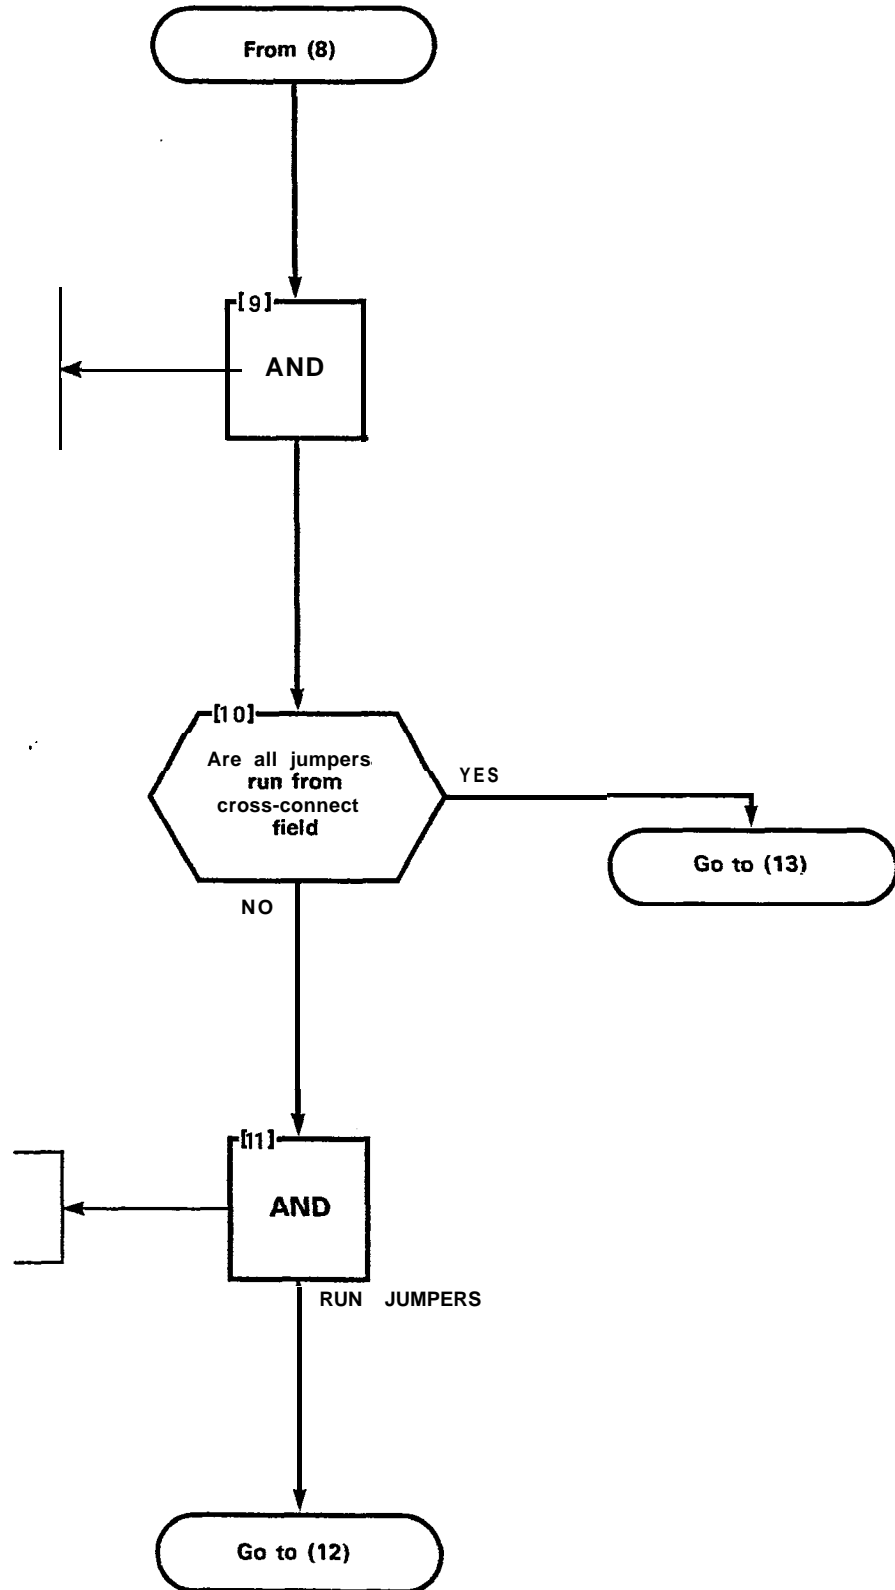 From (8)
[9]
AND
[10]
Are all jumpers
run from
cross-connect
field
YES
Go to (13)
NO
[11]
AND
RUN JUMPERS
Go to (12)